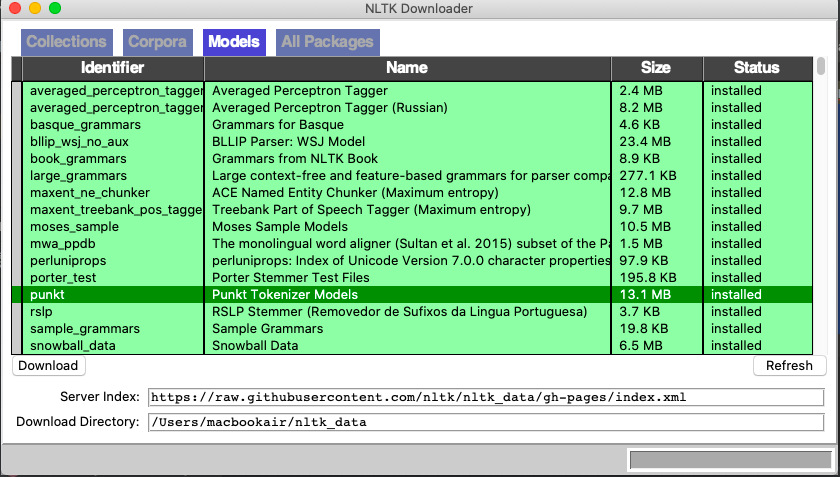 NLTK Downloader
Collections Corpora Models All Packages
Identifier Name Size Status
averaged_perceptron_tagger Averaged Perceptron Tagger 2.4 MB installed
averaged_perceptron_tagger Averaged Perceptron Tagger (Russian) 8.2 MB installed
basque_grammars Grammars for Basque 4.6 KB installed
bllip_wsj_no_aux BLLIP Parser: WSJ Model 23.4 MB installed
book_grammars Grammars from NLTK Book 8.9 KB installed
large_grammars Large context-free and feature-based grammars for parser compa 277.1 KB installed
maxent_ne_chunker ACE Named Entity Chunker (Maximum entropy) 12.8 MB installed
maxent_treebank_pos_tagge Treebank Part of Speech Tagger (Maximum entropy) 9.7 MB installed
moses_sample Moses Sample Models 10.5 MB installed
mwa_ppdb The monolingual word aligner (Sultan et al. 2015) subset of the Pa 1.5 MB installed
perluniprops perluniprops: Index of Unicode Version 7.0.0 character properties 97.9 KB installed
porter_test Porter Stemmer Test Files 195.8 KB installed
punkt Punkt Tokenizer Models 13.1 MB installed
rslp RSLP Stemmer (Removedor de Sufixos da Lingua Portuguesa) 3.7 KB installed
sample_grammars Sample Grammars 19.8 KB installed
snowball_data Snowball Data 6.5 MB installed
Download Refresh
Server Index: https://raw.githubusercontent.com/nltk/nltk_data/gh-pages/index.xml
Download Directory: /Users/macbookair/nltk_data